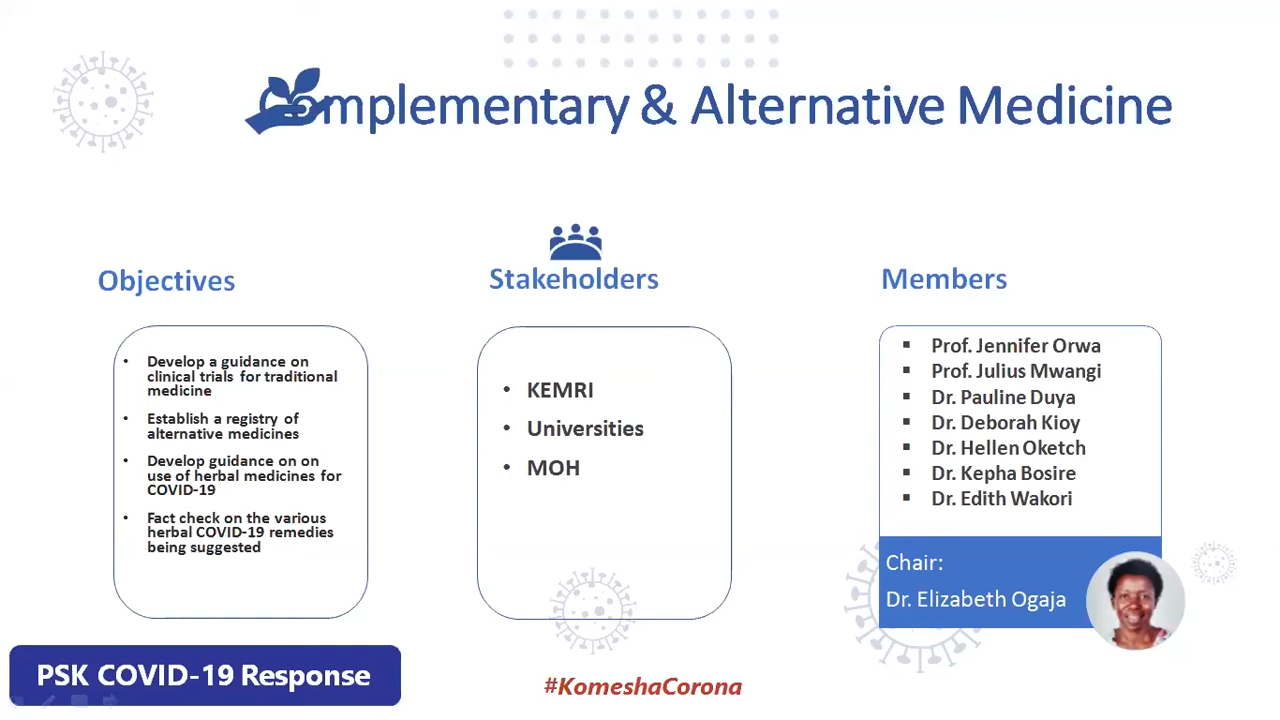 Complementary & Alternative Medicine
Objectives
• Develop a guidance on
clinical trials for traditional
medicine
• Establish a registry of
alternative medicines
• Develop guidance on on
use of herbal medicines for
COVID-19
• Fact check on the various
herbal COVID-19 remedies
being suggested
Stakeholders
• KEMRI
• Universities
• MOH
Members
▪ Prof. Jennifer Orwa
▪ Prof. Julius Mwangi
▪ Dr. Pauline Duya
▪ Dr. Deborah Kioy
▪ Dr. Hellen Oketch
▪ Dr. Kepha Bosire
▪ Dr. Edith Wakori
Chair:
Dr. Elizabeth Ogaja
PSK COVID-19 Response
#KomeshaCorona